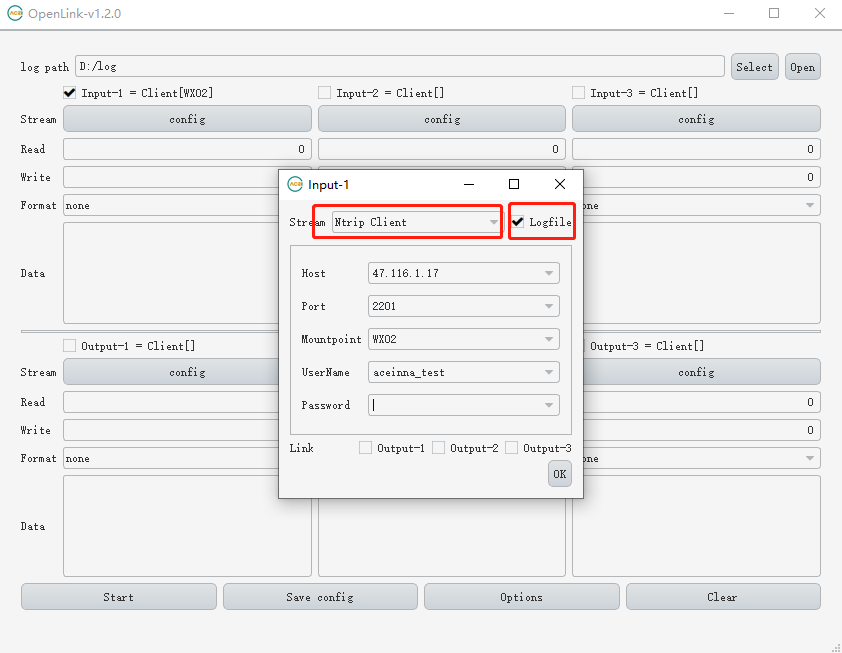 OpenLink-v1.2.0
log path D:/log Select Open
Input-1 = Client[WX02] Input-2 = Client[] Input-3 = Client[]
Stream config config config
Read 0 0 0
Write 0
Format none one
Data
Input-1
Stream Ntrip Client Logfile
Host 47.116.1.17
Port 2201
Mountpoint WX02
UserName aceinna_test
Password
Link Output-1 Output-2 Output-3
OK
Output-1 = Client[] Output-3 = Client[]
Stream config config
Read 0
Write 0
Format none one
Data
Start Save config Options Clear